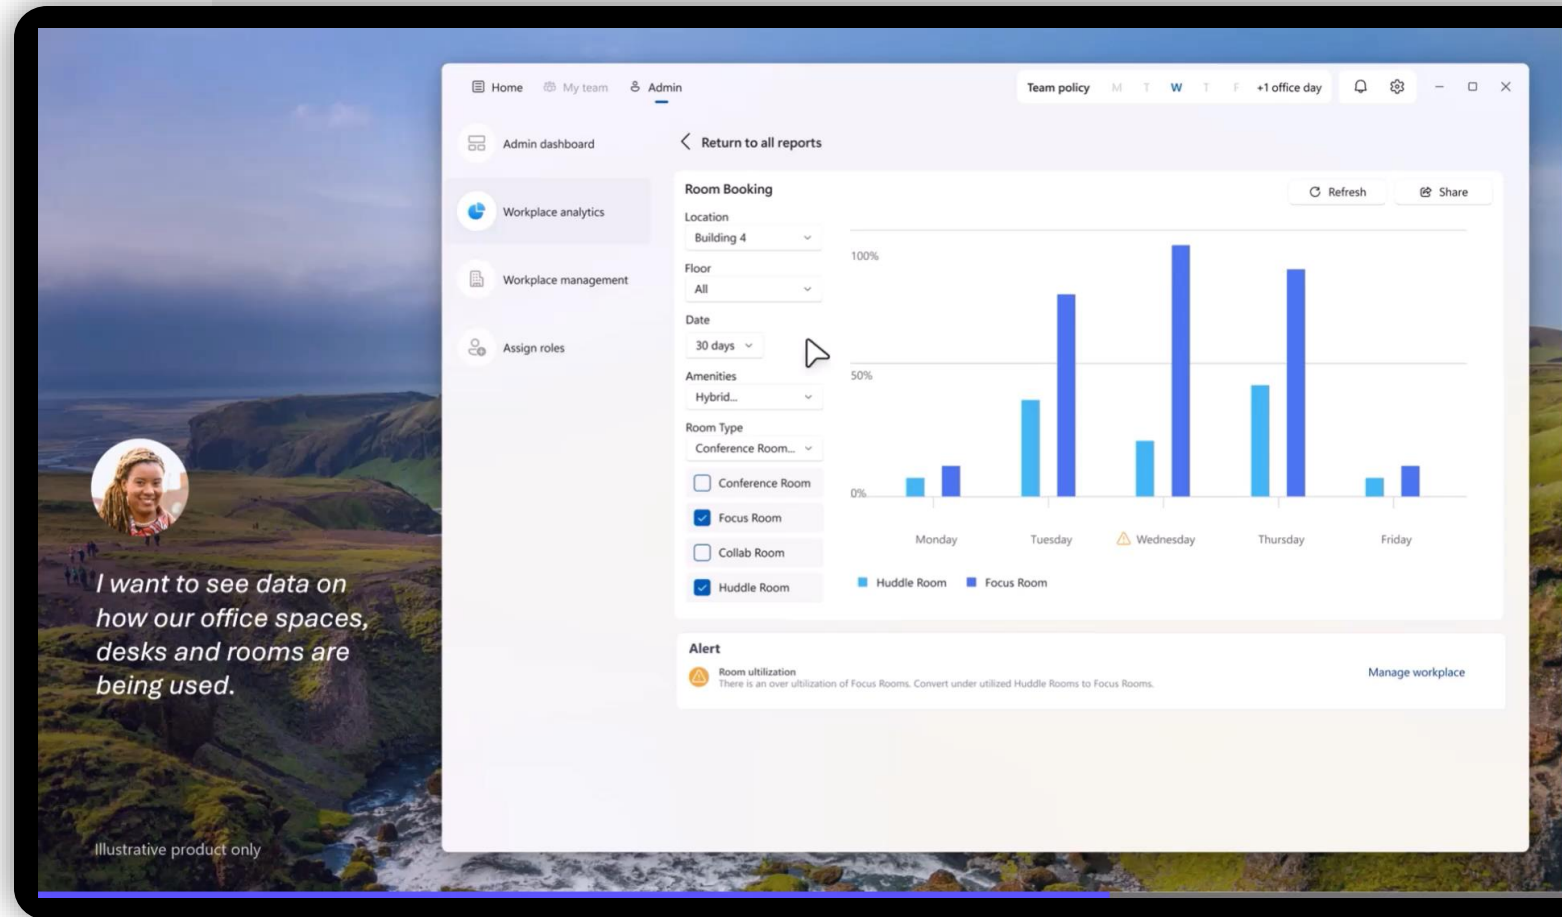 Home My team Admin
Team policy M T W T F +1 office day
Admin dashboard
Workplace analytics
Workplace management
Assign roles
Return to all reports
Room Booking
Refresh Share
Location
Building 4
Floor
All
Date
30 days
Amenities
Hybrid...
Room Type
Conference Room...
Conference Room
Focus Room
Collab Room
Huddle Room
100%
50%
0%
Monday Tuesday Wednesday Thursday Friday
Huddle Room Focus Room
Alert
Room ultilization
There is an over ultilization of Focus Rooms. Convert under utilized Huddle Rooms to Focus Rooms.
Manage workplace
I want to see data on
how our office spaces,
desks and rooms are
being used.
Illustrative product only